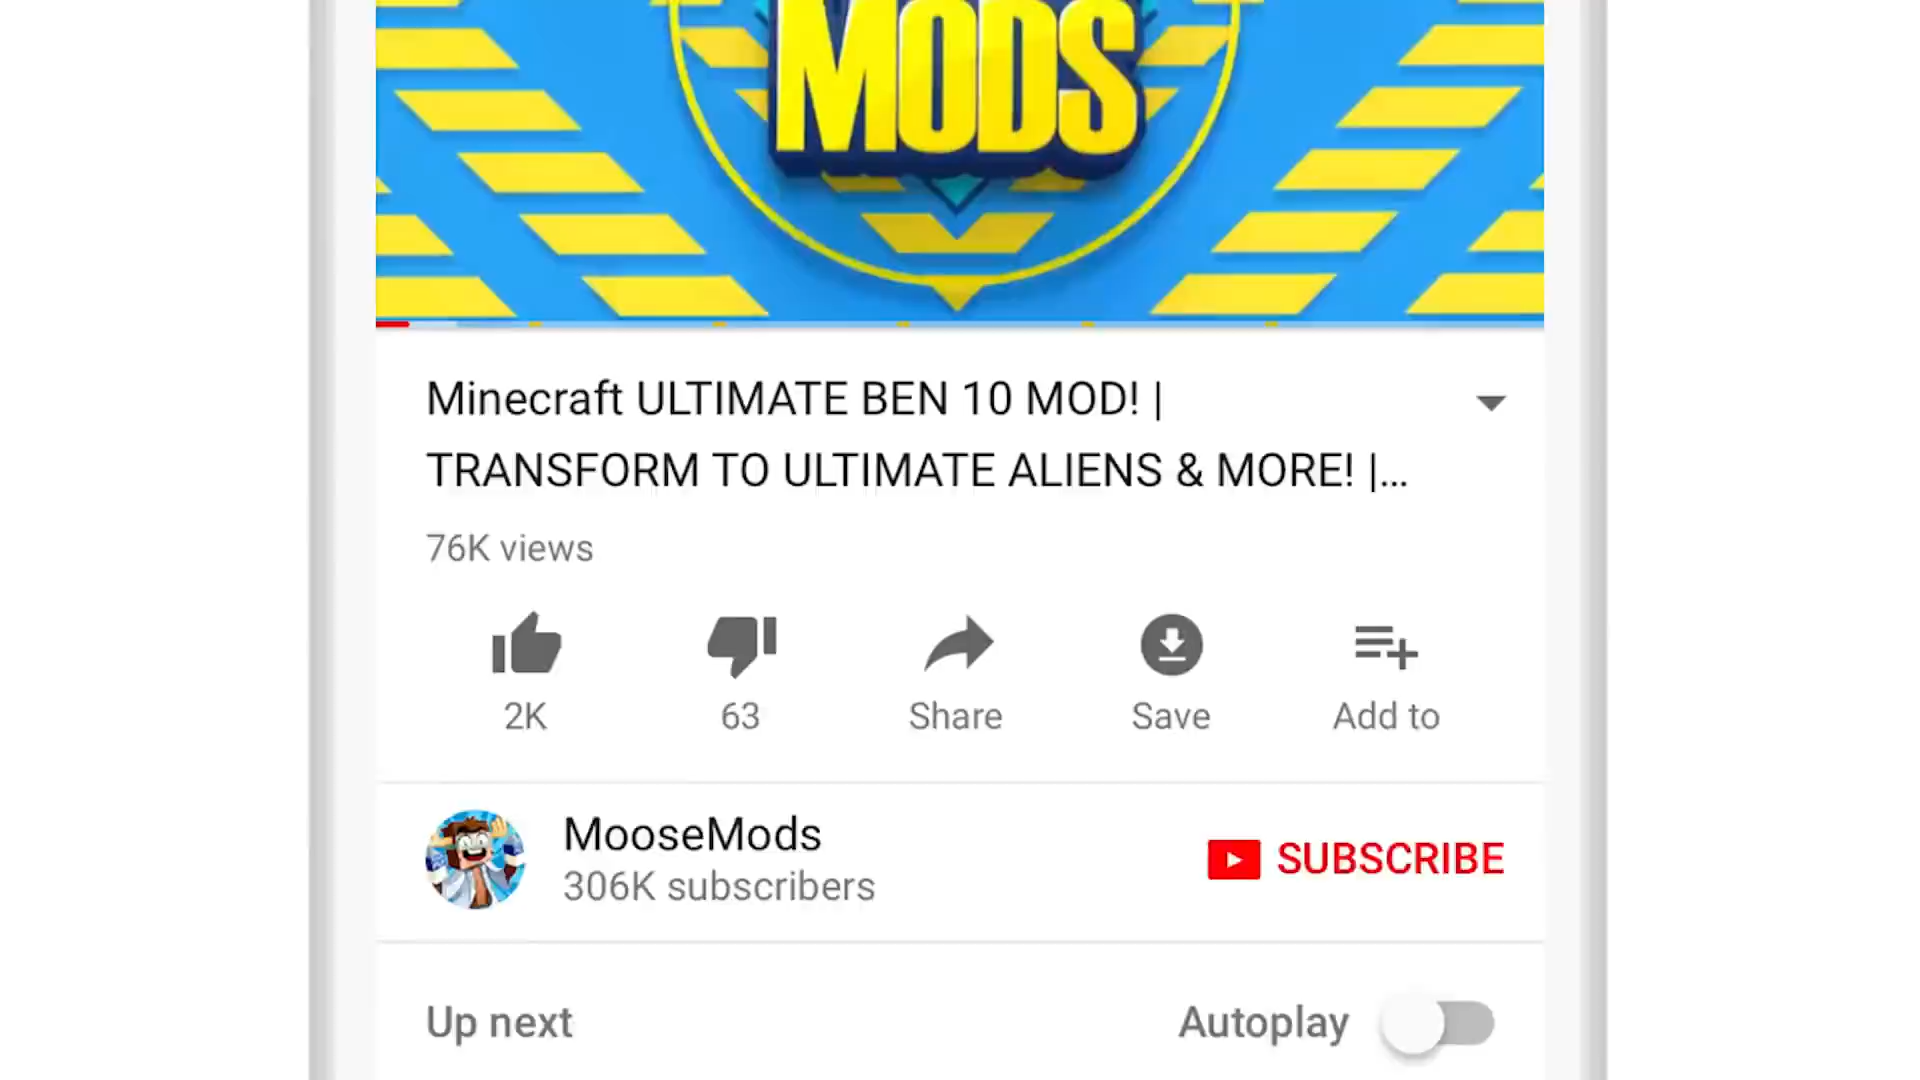 MODS
Minecraft ULTIMATE BEN 10 MOD! |
TRANSFORM TO ULTIMATE ALIENS & MORE! |...
76K views
2K
63
Share
Save
Add to
MooseMods
306K subscribers
SUBSCRIBE
Up next
Autoplay